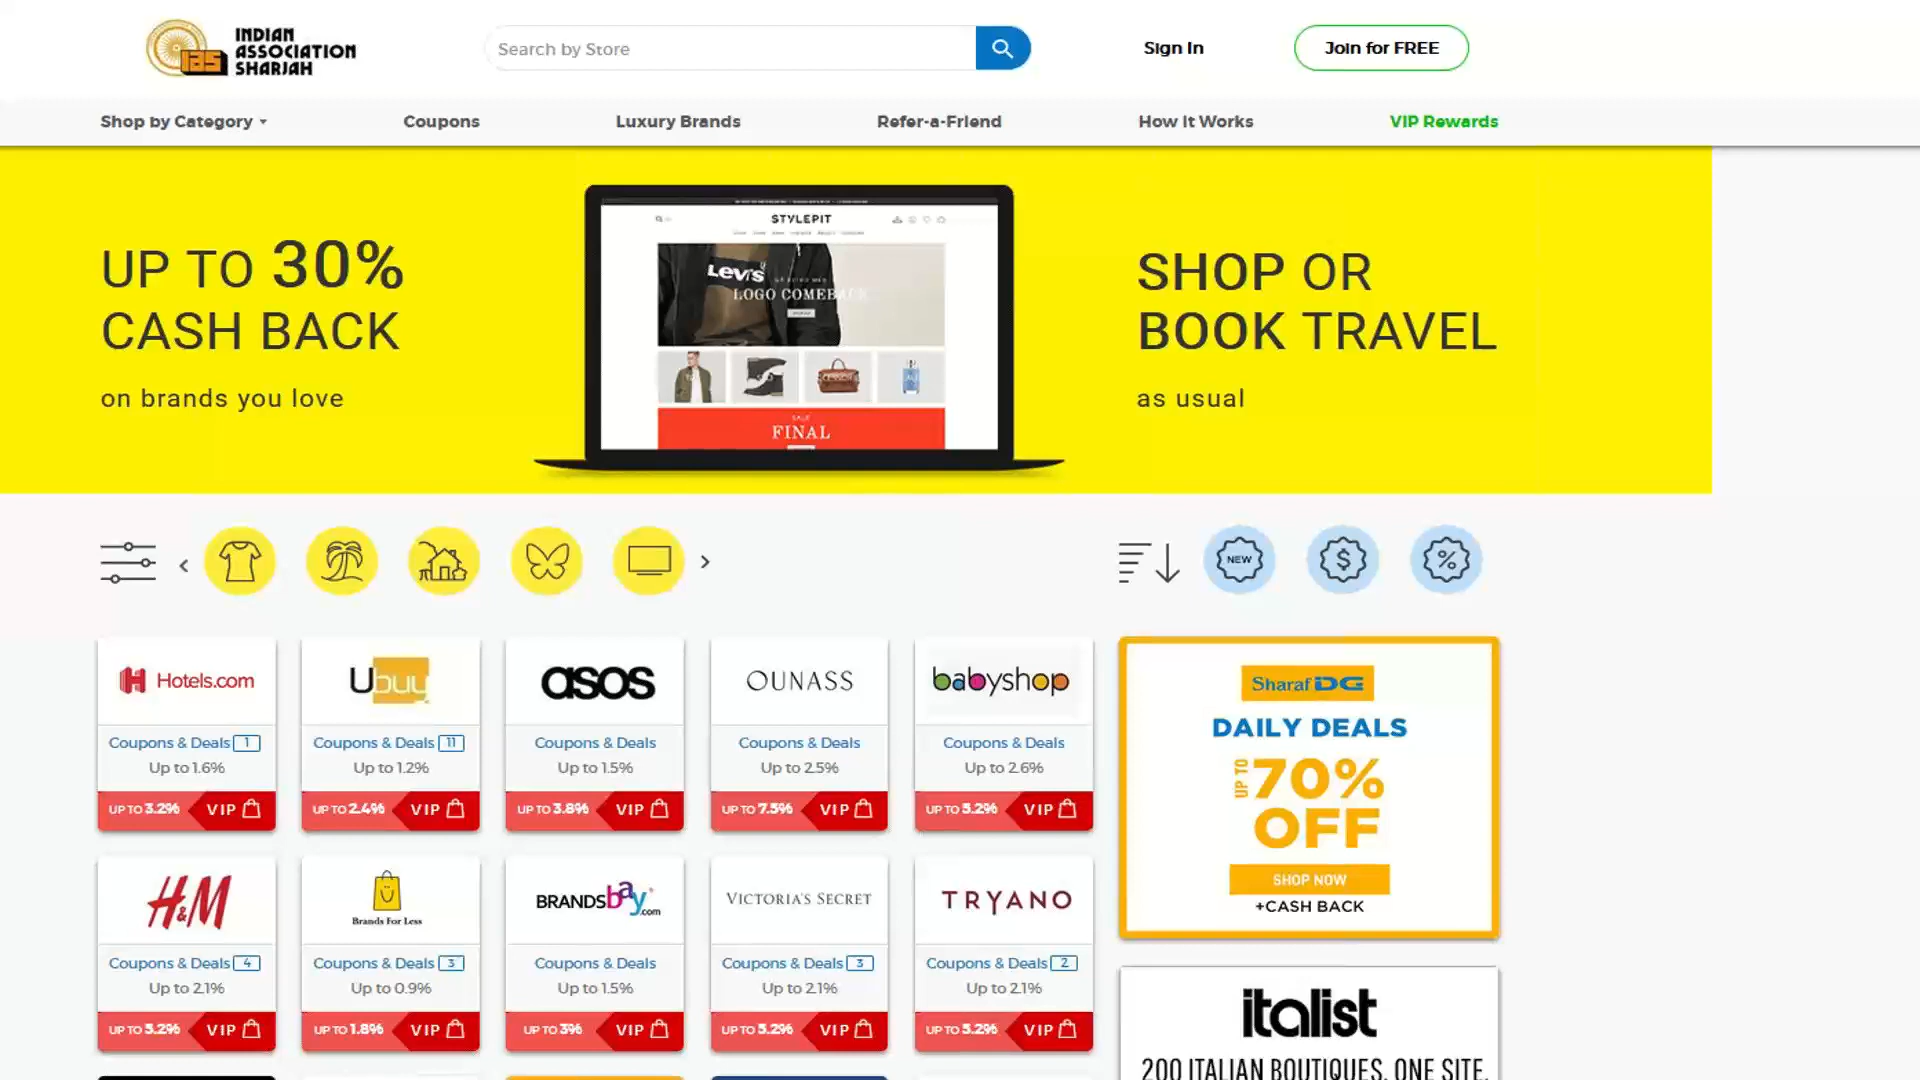 INDIAN
ASSOCIATION
SHARJAH
ias
Search by Store
Sign In
Join for FREE
Shop by Category
Coupons
Luxury Brands
Refer-a-Friend
How It Works
VIP Rewards
UP TO 30%
CASH BACK
on brands you love
STYLEPIT
Levi's
LOGO COMEBACK
SALE
FINAL
SHOP OR
BOOK TRAVEL
as usual
NEW
$
%
Hotels.com
Ubuy
asos
OUNASS
babyshop
Coupons & Deals 1
Coupons & Deals 11
Coupons & Deals
Coupons & Deals
Coupons & Deals
Up to 1.6%
Up to 1.2%
Up to 1.5%
Up to 2.5%
Up to 2.6%
UP TO 3.2% VIP
UP TO 2.4% VIP
UP TO 3.8% VIP
UP TO 7.5% VIP
UP TO 5.2% VIP
H&M
Brands For Less
BRANDSbay.com
VICTORIA'S SECRET
TRYANO
Coupons & Deals 4
Coupons & Deals 3
Coupons & Deals
Coupons & Deals 3
Coupons & Deals 2
Up to 2.1%
Up to 0.9%
Up to 1.5%
Up to 2.1%
Up to 2.1%
UP TO 5.2% VIP
UP TO 1.8% VIP
UP TO 3% VIP
UP TO 5.2% VIP
UP TO 5.2% VIP
Sharaf DG
DAILY DEALS
UP TO 70%
OFF
SHOP NOW
+CASH BACK
italist
200 ITALIAN BOUTIQUES. ONE SITE.